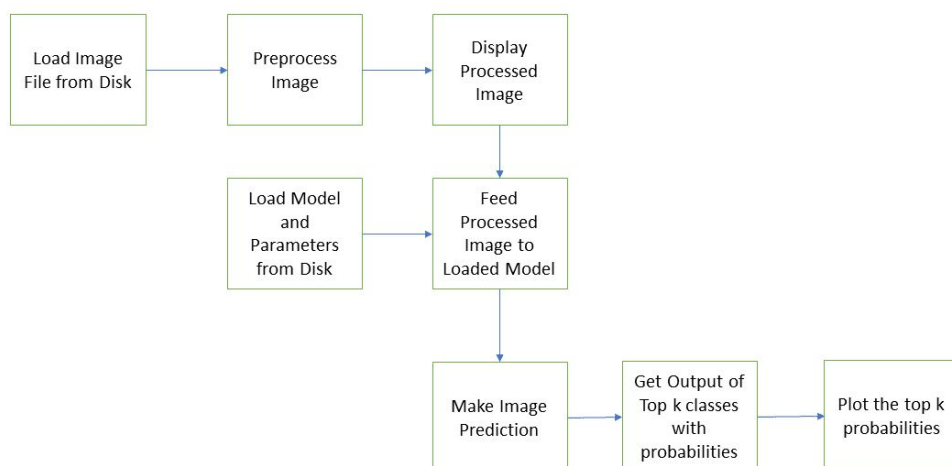 Load Image
File from Disk
Preprocess
Image
Display
Processed
Image
Load Model
and
Parameters
from Disk
Feed
Processed
Image to
Loaded Model
Make Image
Prediction
Get Output of
Top k classes
with
probabilities
Plot the top k
probabilities